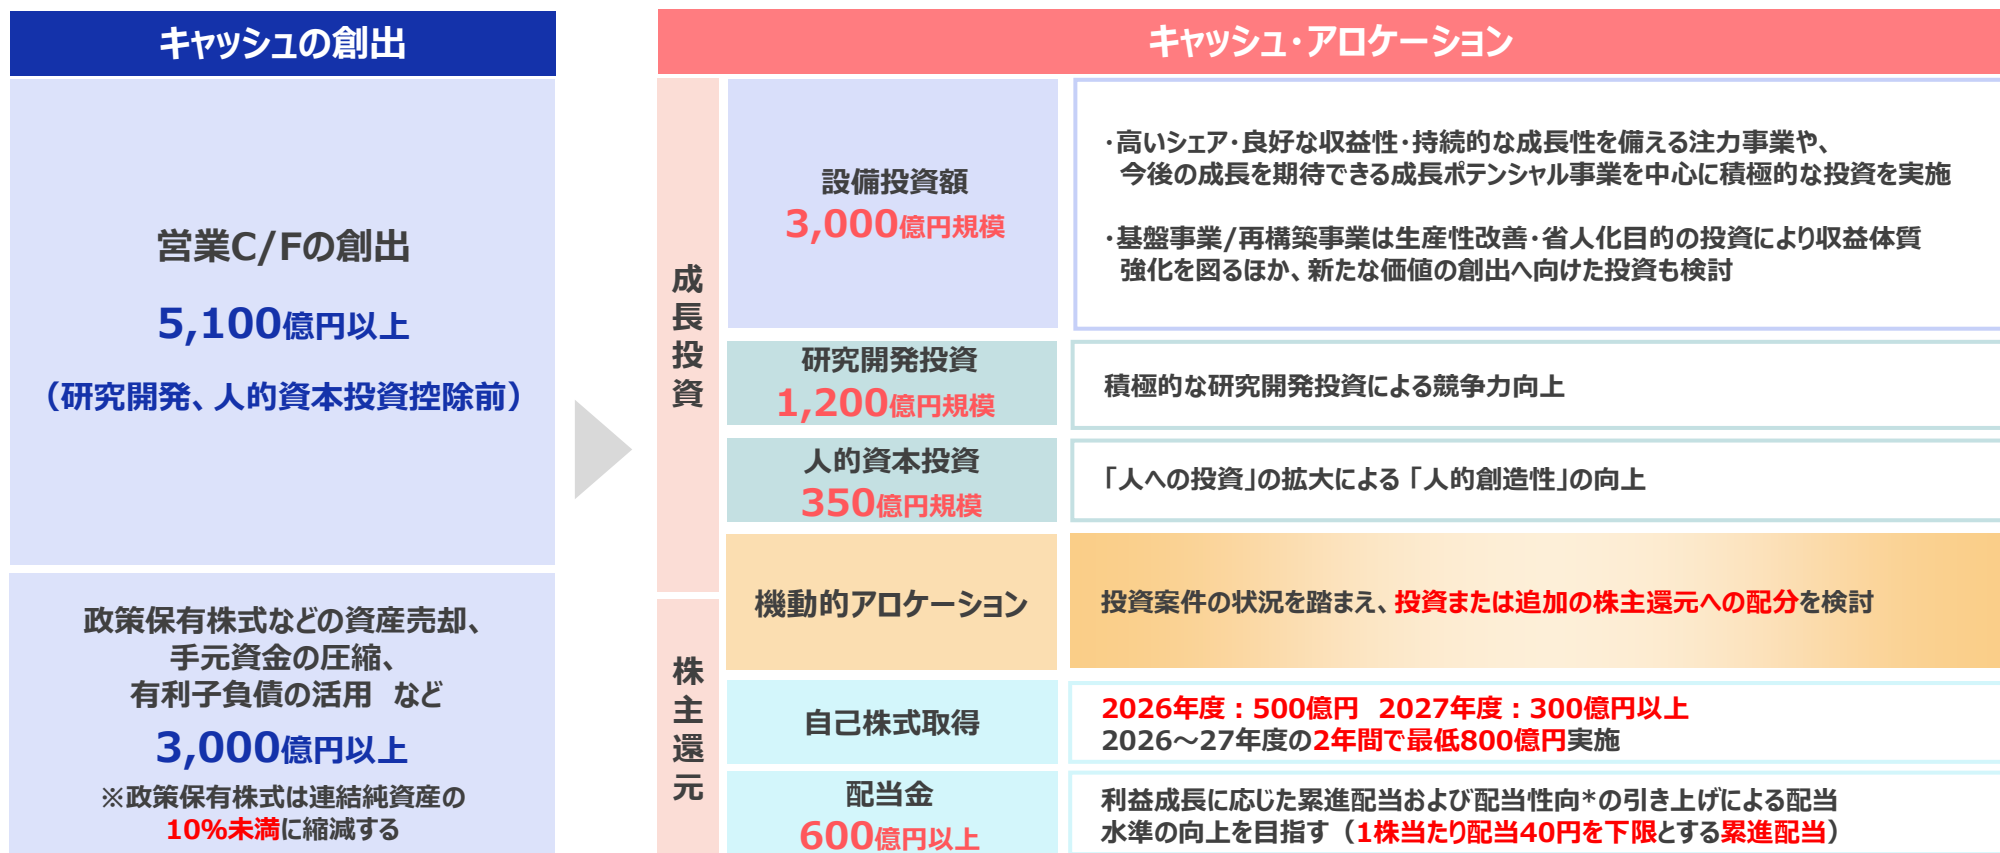 キャッシュの創出
営業C/Fの創出
5,100億円以上
（研究開発、人的資本投資控除前）
政策保有株式などの資産売却、
手元資金の圧縮、
有利子負債の活用 など
3,000億円以上
※政策保有株式は連結純資産の
10%未満に縮減する
キャッシュ・アロケーション
成長投資
設備投資額
3,000億円規模
・高いシェア・良好な収益性・持続的な成長性を備える注力事業や、
今後の成長を期待できる成長ポテンシャル事業を中心に積極的な投資を実施
・基盤事業/再構築事業は生産性改善・省人化目的の投資により収益体質
強化を図るほか、新たな価値の創出へ向けた投資も検討
研究開発投資
1,200億円規模
積極的な研究開発投資による競争力向上
人的資本投資
350億円規模
「人への投資」の拡大による「人的創造性」の向上
機動的アロケーション
投資案件の状況を踏まえ、投資または追加の株主還元への配分を検討
株主還元
自己株式取得
2026年度：500億円 2027年度：300億円以上
2026～27年度の2年間で最低800億円実施
配当金
600億円以上
利益成長に応じた累進配当および配当性向*の引き上げによる配当
水準の向上を目指す（1株当たり配当40円を下限とする累進配当）